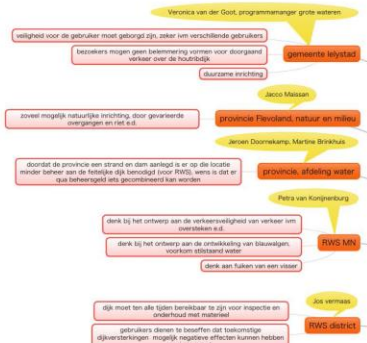 Veronica van der Goot, programmamanger grote wateren
veiligheid voor de gebruiker moet geborgd zijn, zeker ivm verschillende gebruikers
bezoekers mogen geen belemmering vormen voor doorgaand
verkeer over de houtribdijk
duurzame inrichting
gemeente lelystad
Jacco Maissan
zoveel mogelijk natuurlijke inrichting, door gevarieerde
overgangen en riet e.d.
provincie Flevoland, natuur en milieu
Jeroen Doornekamp, Martine Brinkhuis
doordat de provincie een strand en dam aanlegd is er op die locatie
minder beheer aan de feitelijke dijk benodigd (voor RWS), wens is dat er
qua beheersgeld iets gecombineerd kan worden
provincie, afdeling water
Petra van Konijnenburg
denk bij het ontwerp aan de verkeersveiligheid van verkeer ivm
oversteken e.d.
denk bij het ontwerp aan de ontwikkeling van blauwalgen,
voorkom stilstaand water
denk aan fuiken van een visser
RWS MN
Jos vermaas
dijk moet ten alle tijden bereikbaar te zijn voor inspectie en
onderhoud met materieel
gebruikers dienen te beseffen dat toekomstige
dijkversterkingen mogelijk negatieve effecten kunnen hebben
RWS district